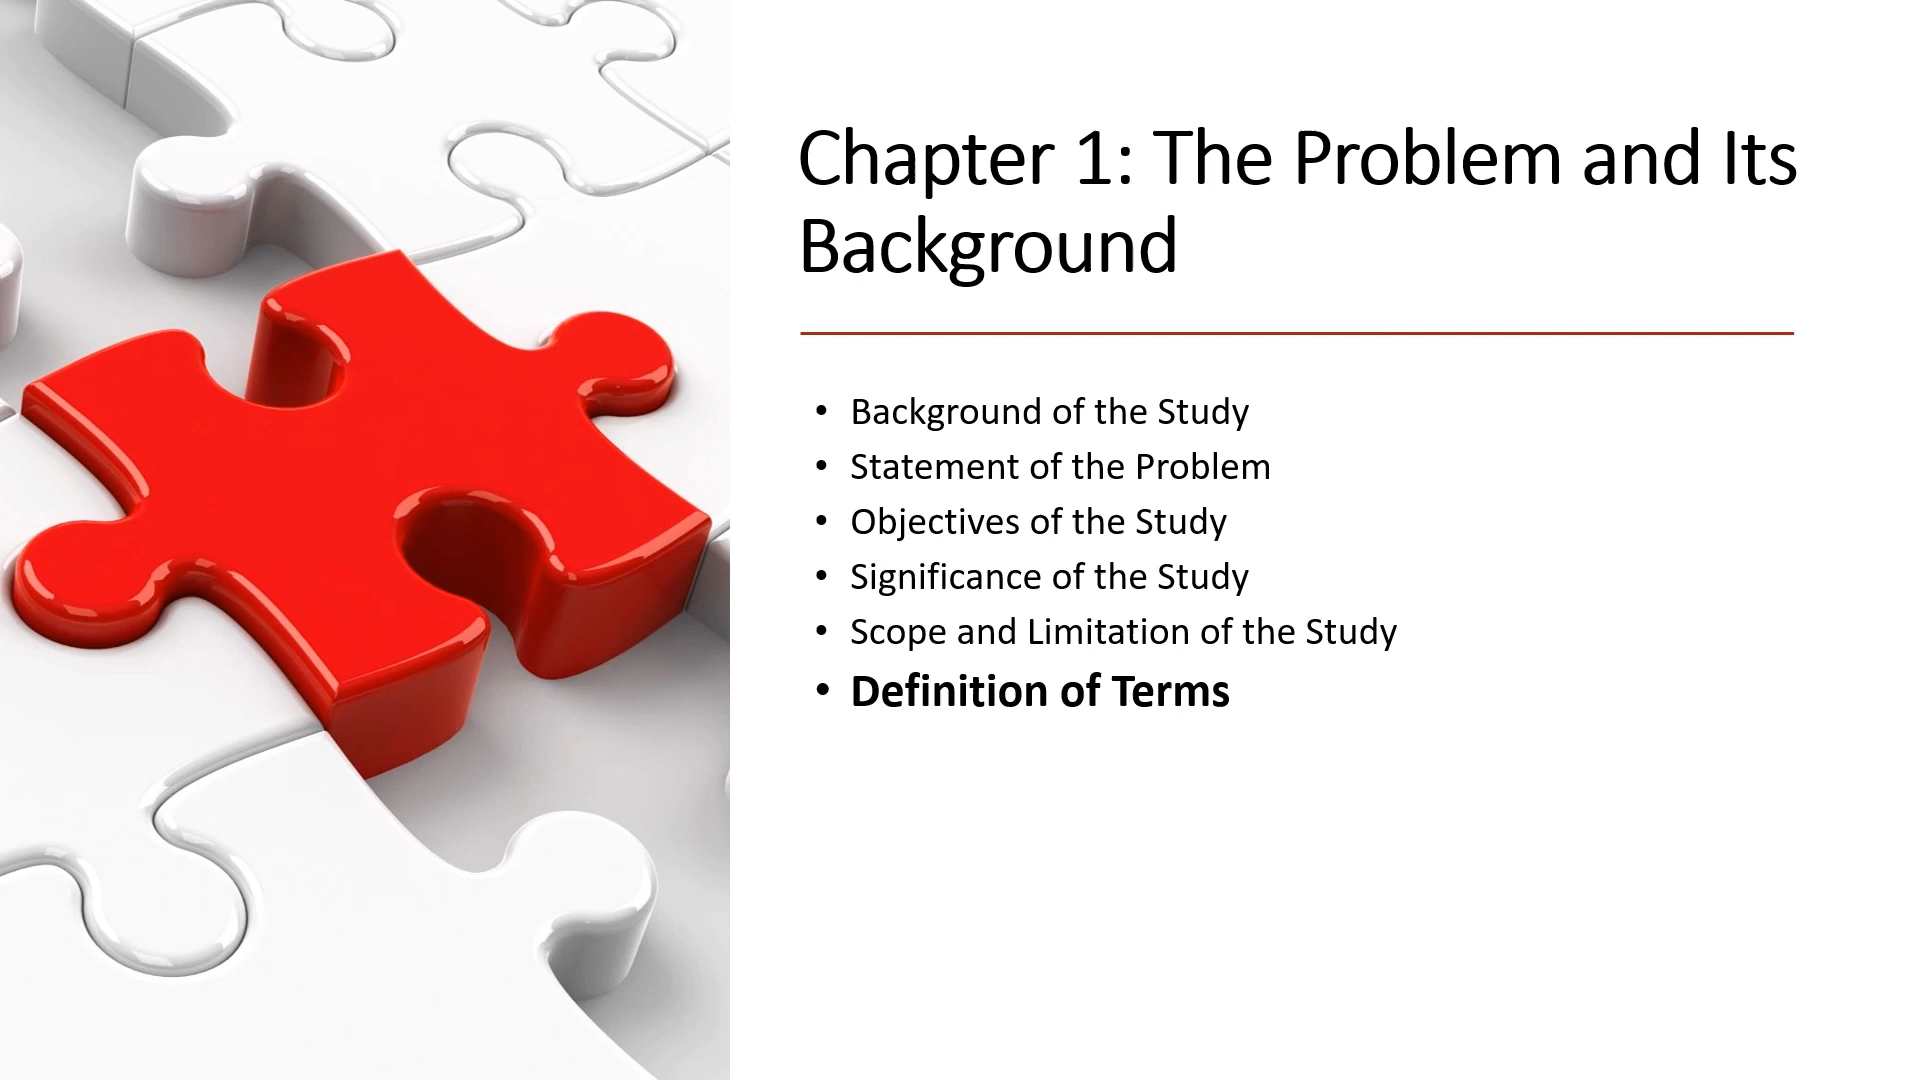 Chapter 1: The Problem and Its
Background
• Background of the Study
• Statement of the Problem
• Objectives of the Study
• Significance of the Study
• Scope and Limitation of the Study
• Definition of Terms